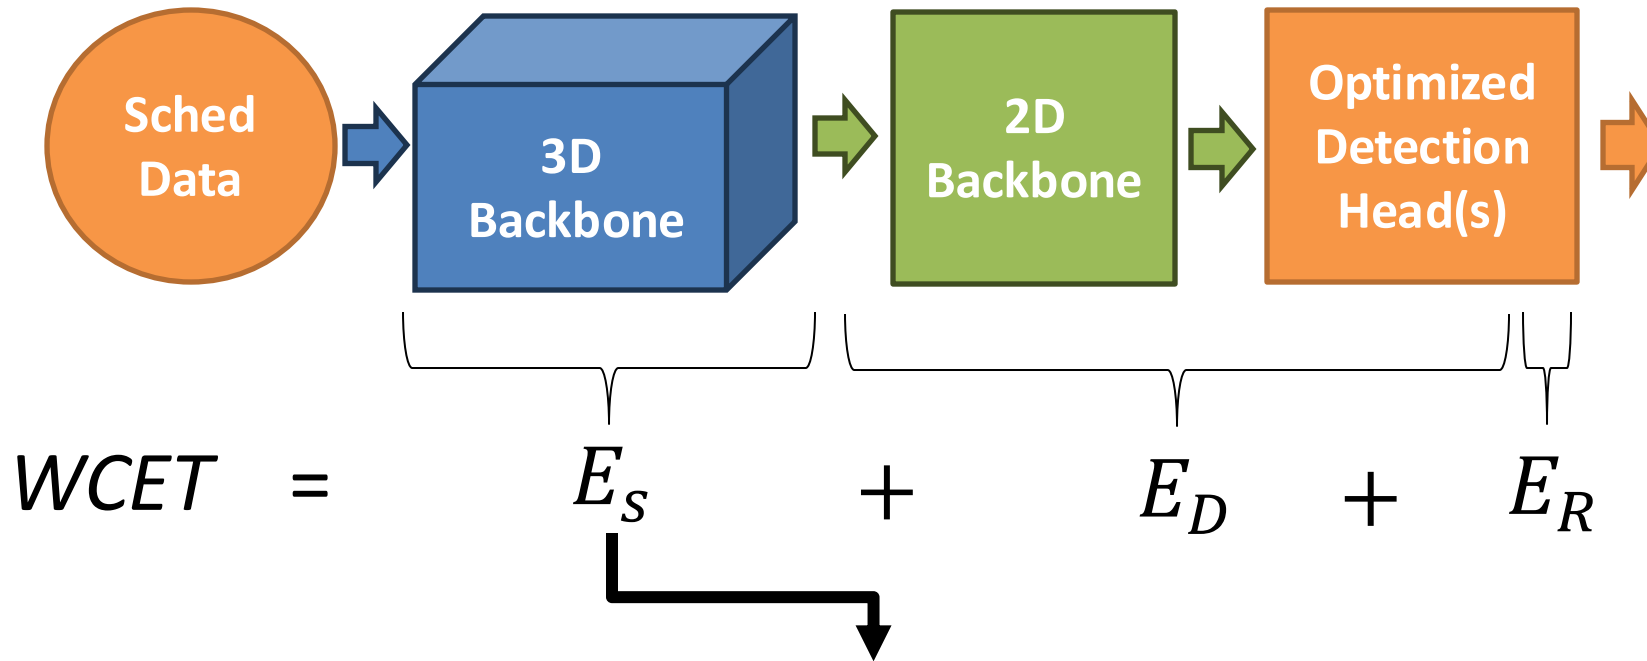 Sched
Data
3D
Backbone
2D
Backbone
Optimized
Detection
Head(s)
WCET = E_s + E_D + E_R